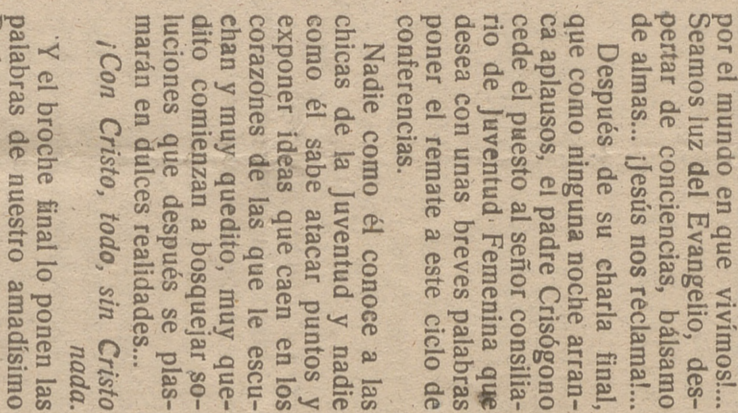 por el mundo en que vivimos!...
Seamos luz del Evangelio, des-
pertar de conciencias, bálsamo
de almas... ¡Jesús nos reclama!...
Después de su charla final,
que como ninguna noche arran-
ca aplausos, el padre Crisógono
cede el puesto al señor consilia-
rio de Juventud Femenina que
desea con unas breves palabras
poner el remate a este ciclo de
conferencias.
Nadie como él conoce a las
chicas de la Juventud y nadie
como él sabe atacar puntos y
exponer ideas que caen en los
corazones de las que le escu-
chan y muy quedito, muy que-
dito comienzan a bosquejar so-
luciones que después se plas-
marán en dulces realidades...
¡Con Cristo, todo, sin Cristo
nada.
Y el broche final lo ponen las
palabras de nuestro amadísimo